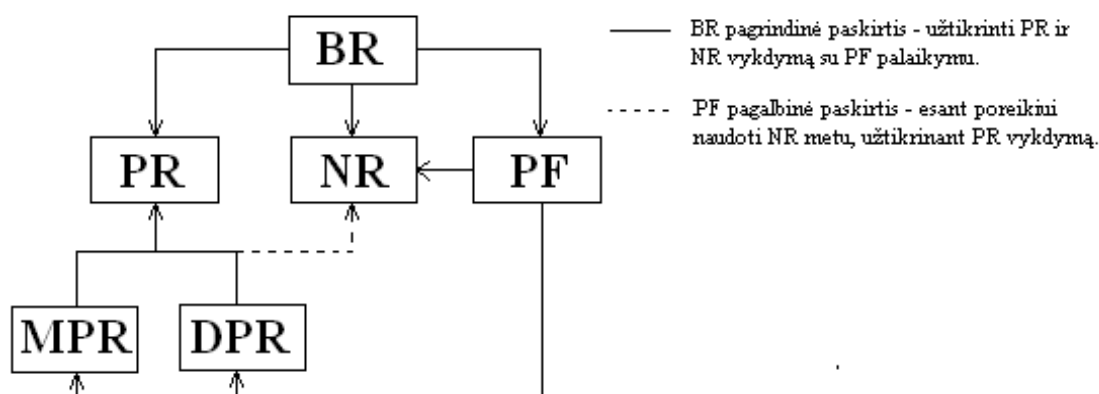 BR
PR
NR
PF
MPR
DPR
BR pagrindinė paskirtis - užtikrinti PR ir
NR vykdymą su PF palaikymu.
PF pagalbinė paskirtis - esant poreikiui
naudoti NR metu, užtikrinant PR vykdymą.